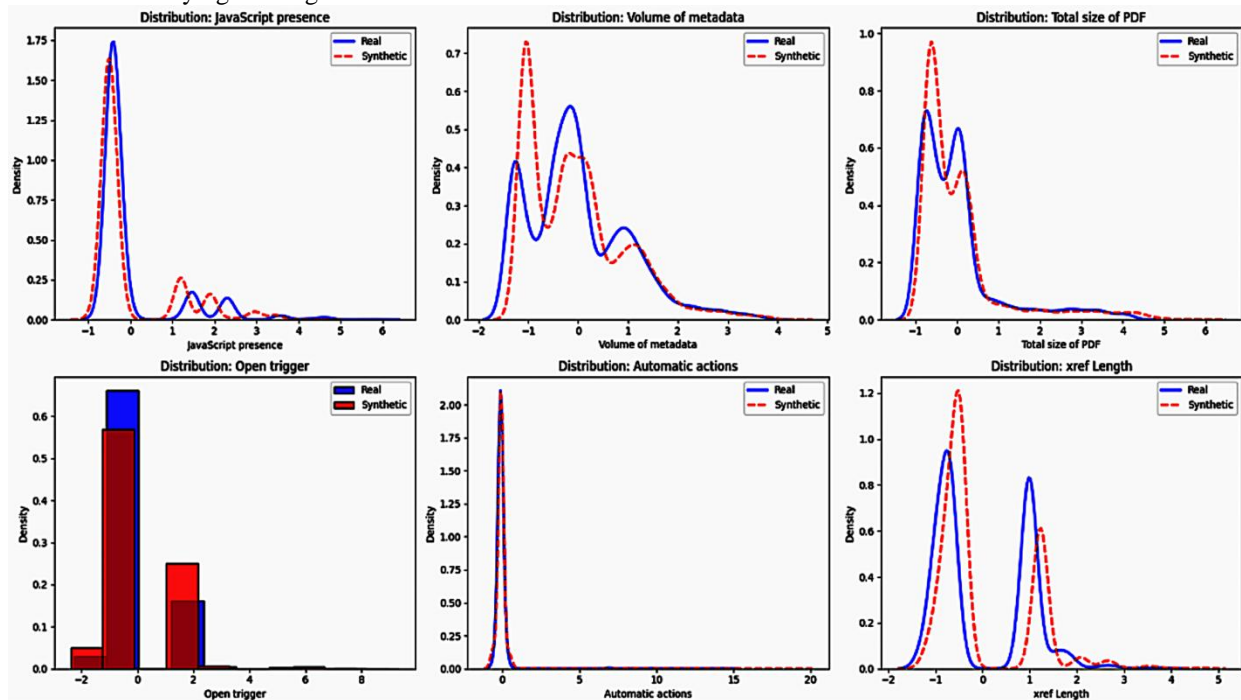 Distribution: JavaScript presence
Real
Synthetic
Density
1.75
1.50
1.25
1.00
0.75
0.50
0.25
0.00
-1 0 1 2 3 4 5 6
JavaScript presence
Distribution: Volume of metadata
Real
Synthetic
Density
0.7
0.6
0.5
0.4
0.3
0.2
0.1
0.0
-2 -1 0 1 2 3 4 5
Volume of metadata
Distribution: Total size of PDF
Real
Synthetic
Density
1.0
0.8
0.6
0.4
0.2
0.0
-1 0 1 2 3 4 5 6
Total size of PDF
Distribution: Open trigger
Real
Synthetic
Density
0.6
0.5
0.4
0.3
0.2
0.1
0.0
-2 0 2 4 6 8
Open trigger
Distribution: Automatic actions
Real
Synthetic
Density
2.00
1.75
1.50
1.25
1.00
0.75
0.50
0.25
0.00
0 5 10 15 20
Automatic actions
Distribution: xref Length
Real
Synthetic
Density
1.2
1.0
0.8
0.6
0.4
0.2
0.0
-2 -1 0 1 2 3 4 5
xref Length